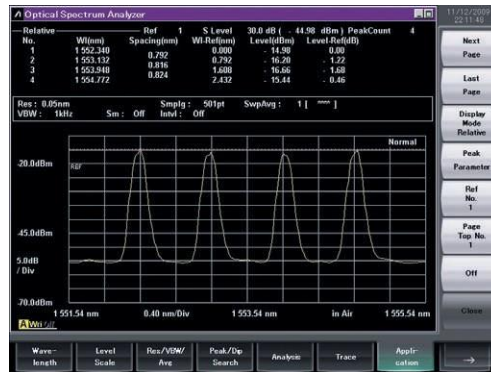 Optical Spectrum Analyzer
11/12/2009
22:11:40
Relative
Ref 1 S Level 30.0 dB ( - 44.98 dBm ) PeakCount 4
No. Wl(nm) Spacing(nm) Wl-Ref(nm) Level(dBm) Level-Ref(dB)
1 1 552.340 0.000 - 14.98 0.00
0.792
2 1 553.132 0.792 - 16.20 - 1.22
0.816
3 1 553.948 1.608 - 16.66 - 1.68
0.824
4 1 554.772 2.432 - 15.44 - 0.46
Res : 0.05nm Smplg : 501pt SwpAvg : 1 [ ]
VBW : 1kHz Sm : Off Intvl : Off
Normal
-20.0dBm
REF
-45.0dBm
5.0dB
/ Div
-70.0dBm
1 551.54 nm 0.40 nm/Div 1 553.54 nm in Air 1 555.54 nm
A Wri
Next
Page
Last
Page
Display
Mode
Relative
Peak
Parameter
Ref
No.
1
Page
Top No.
1
Off
Close
Wave-
length
Level
Scale
Res/VBW/
Avg
Peak/Dip
Search
Analysis
Trace
Appli-
cation
→